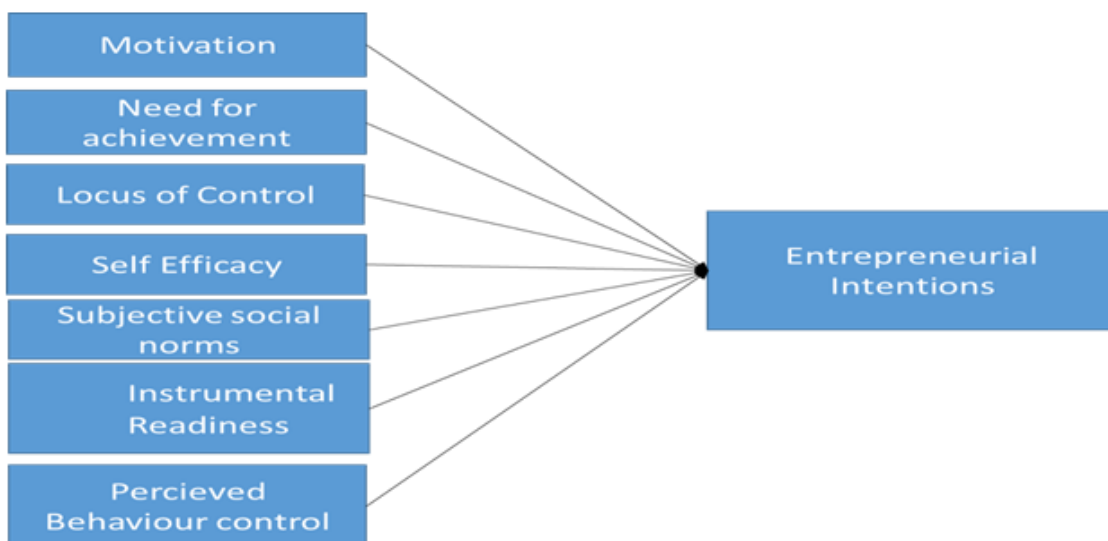 Motivation
Need for
achievement
Locus of Control
Self Efficacy
Subjective social
norms
Instrumental
Readiness
Percieved
Behaviour control
Entrepreneurial
Intentions